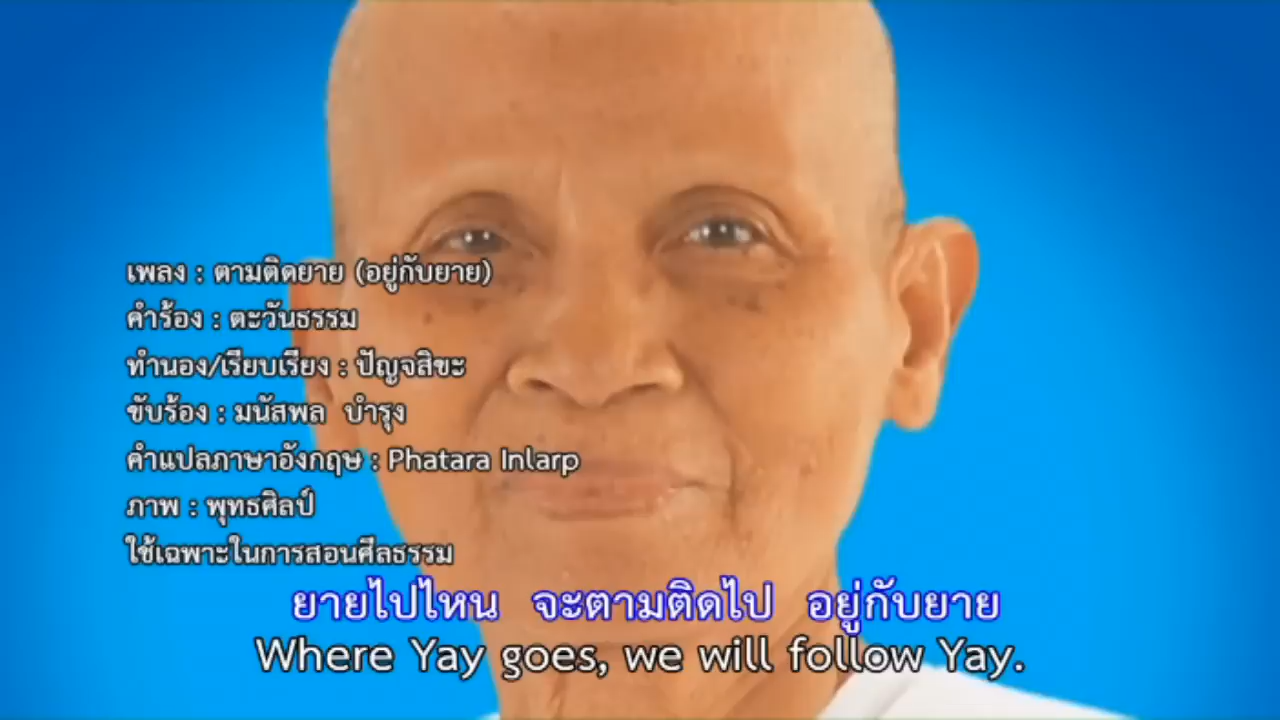 เพลง : ตามติดยาย (อยู่กับยาย)
คำร้อง : ตะวันธรรม
ทำนอง/เรียบเรียง : ปัญจสิขะ
ขับร้อง : มนัสพล บำรุง
คำแปลภาษาอังกฤษ : Phatara Inlarp
ภาพ : พุทธศิลป์
ใช้เฉพาะในการสอนศีลธรรม
ยายไปไหน จะตามติดไป อยู่กับยาย
Where Yay goes, we will follow Yay.